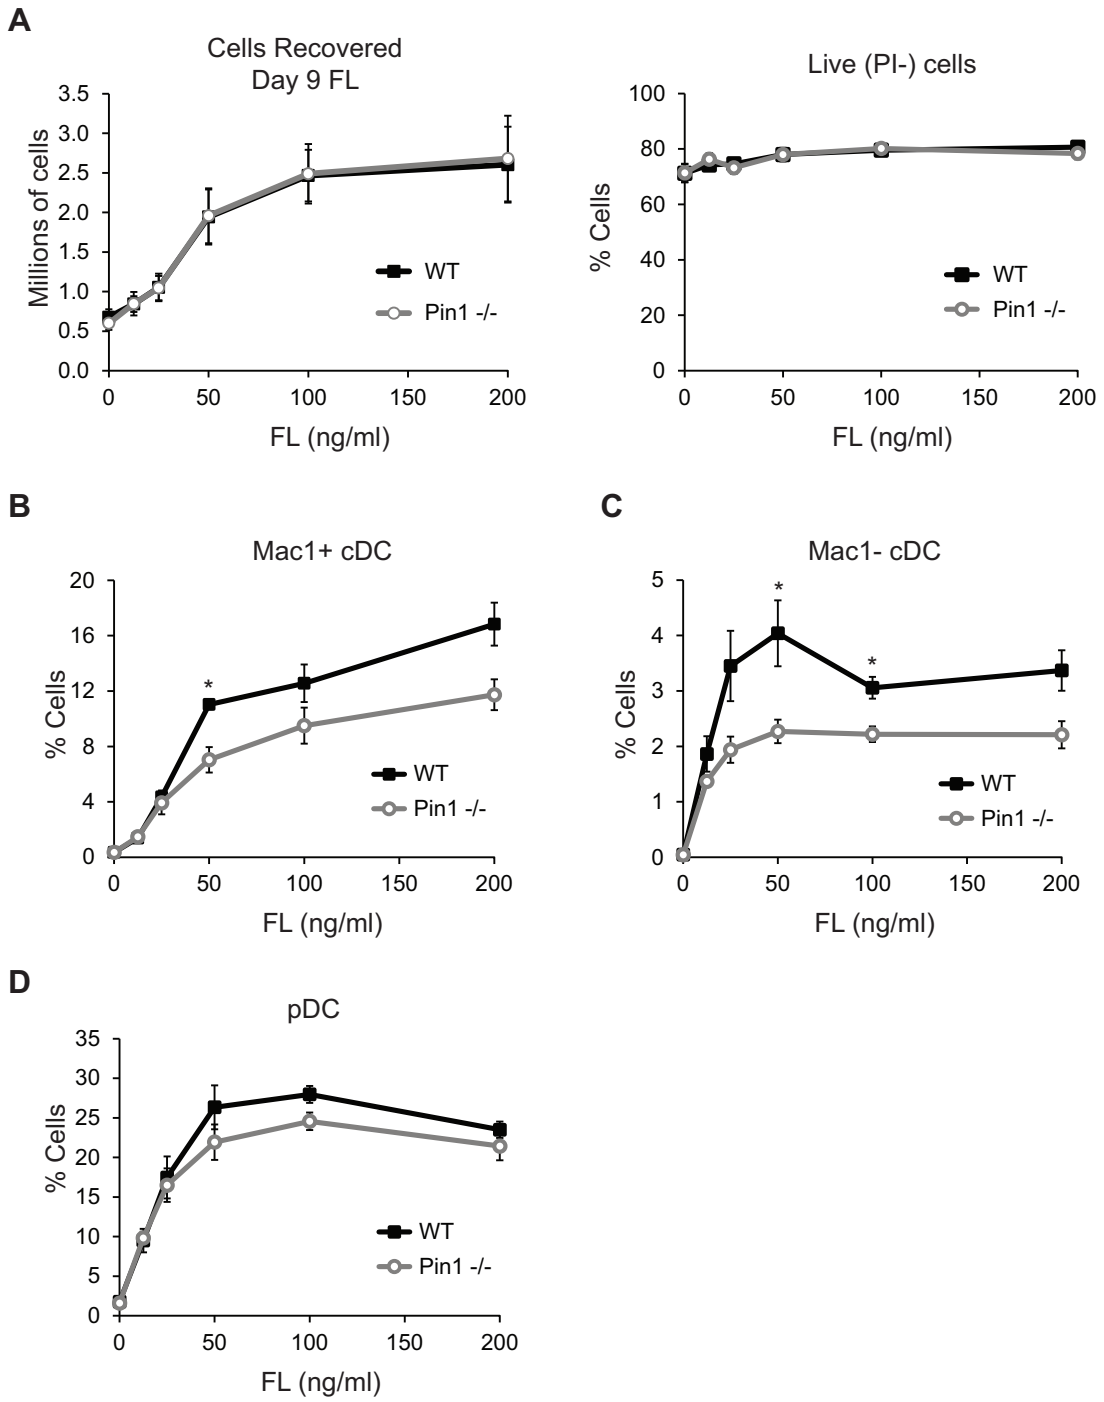 A
Cells Recovered
Day 9 FL
3.5
3.0
2.5
2.0
1.5
1.0
0.5
0.0
Millions of cells
WT
Pin1 -/-
0 50 100 150 200
FL (ng/ml)
Live (PI-) cells
100
80
60
40
20
0
% Cells
WT
Pin1 -/-
0 50 100 150 200
FL (ng/ml)
B
Mac1+ cDC
20
16
12
8
4
0
% Cells
*
WT
Pin1 -/-
0 50 100 150 200
FL (ng/ml)
C
Mac1- cDC
5
4
3
2
1
0
% Cells
*
*
WT
Pin1 -/-
0 50 100 150 200
FL (ng/ml)
D
pDC
35
30
25
20
15
10
5
0
% Cells
WT
Pin1 -/-
0 50 100 150 200
FL (ng/ml)